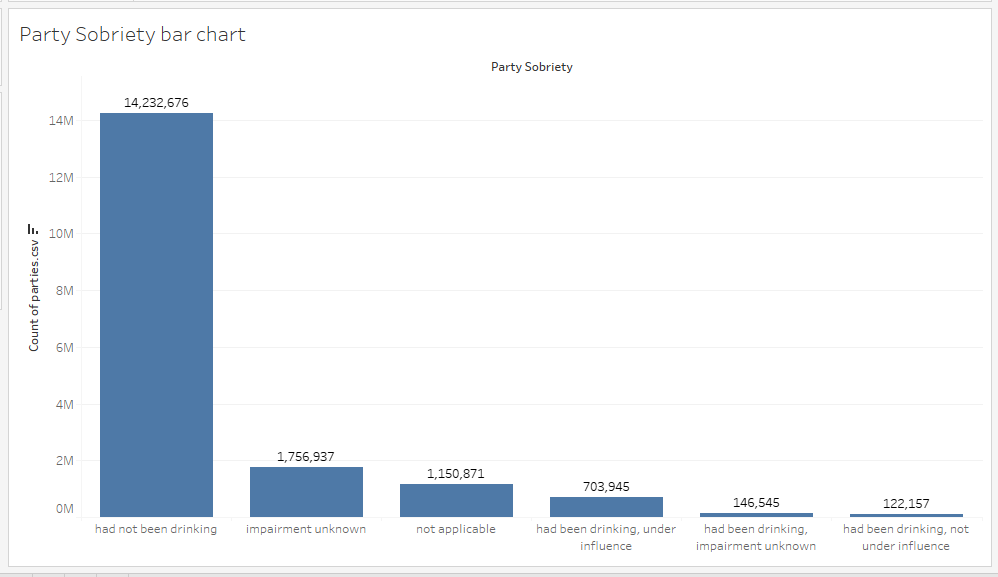 Party Sobriety bar chart
Party Sobriety
Count of parties.csv
14M
12M
10M
8M
6M
4M
2M
0M
14,232,676
1,756,937
1,150,871
703,945
146,545
122,157
had not been drinking
impairment unknown
not applicable
had been drinking, under
influence
had been drinking,
impairment unknown
had been drinking, not
under influence